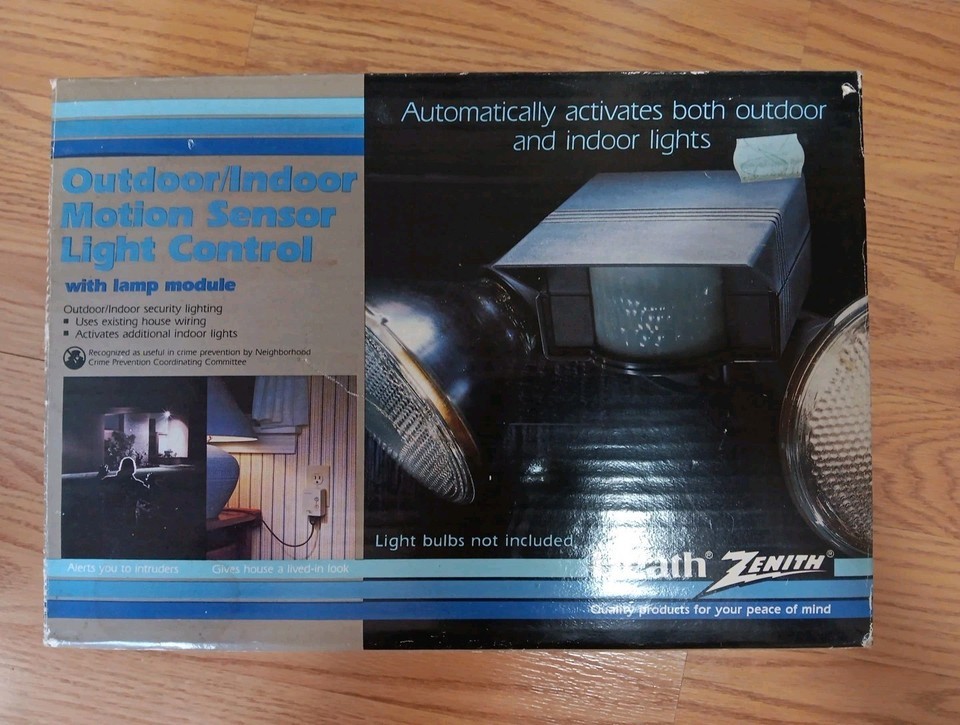 Automatically activates both outdoor
and indoor lights
Outdoor/Indoor
Motion Sensor
Light Control
with lamp module
Outdoor/Indoor security lighting
▪ Uses existing house wiring
▪ Activates additional indoor lights
Recognized as useful in crime prevention by Neighborhood
Crime Prevention Coordinating Committee
Light bulbs not included
Alerts you to intruders
Gives house a lived-in look
Heath® ZENITH®
Quality products for your peace of mind